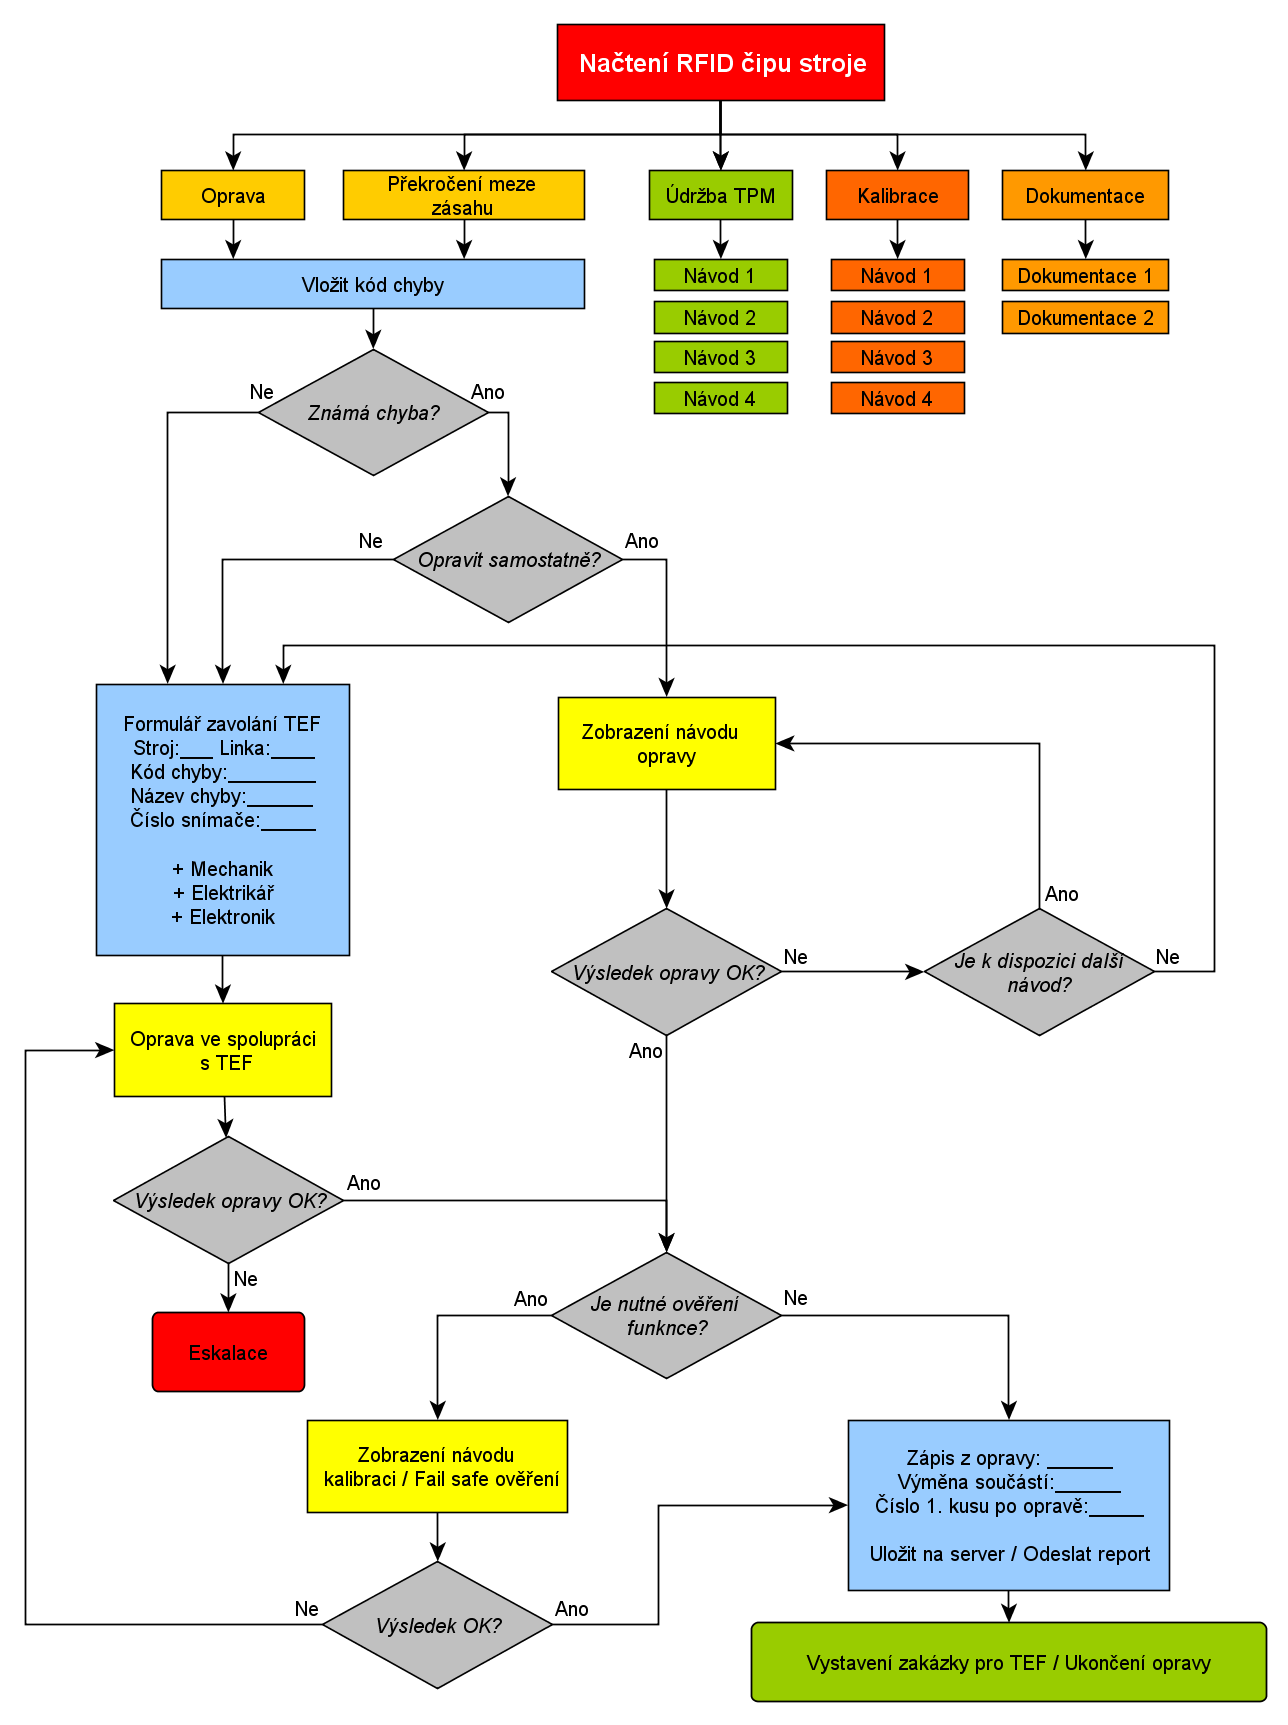 Načtení RFID čipu stroje
Oprava
Překročení meze
zásahu
Údržba TPM
Kalibrace
Dokumentace
Vložit kód chyby
Návod 1
Návod 2
Návod 3
Návod 4
Návod 1
Návod 2
Návod 3
Návod 4
Dokumentace 1
Dokumentace 2
Ne
Ano
Známá chyba?
Ne
Ano
Opravit samostatně?
Formulář zavolání TEF
Stroj:___ Linka:____
Kód chyby:________
Název chyby:______
Číslo snímače:_____
+ Mechanik
+ Elektrikář
+ Elektronik
Zobrazení návodu
opravy
Ano
Výsledek opravy OK?
Ne
Je k dispozici další
návod?
Ne
Ano
Oprava ve spolupráci
s TEF
Výsledek opravy OK?
Ano
Ne
Eskalace
Ano
Je nutné ověření
funknce?
Ne
Zobrazení návodu
kalibraci / Fail safe ověření
Zápis z opravy: ______
Výměna součástí:______
Číslo 1. kusu po opravě:_____
Uložit na server / Odeslat report
Ne
Výsledek OK?
Ano
Vystavení zakázky pro TEF / Ukončení opravy